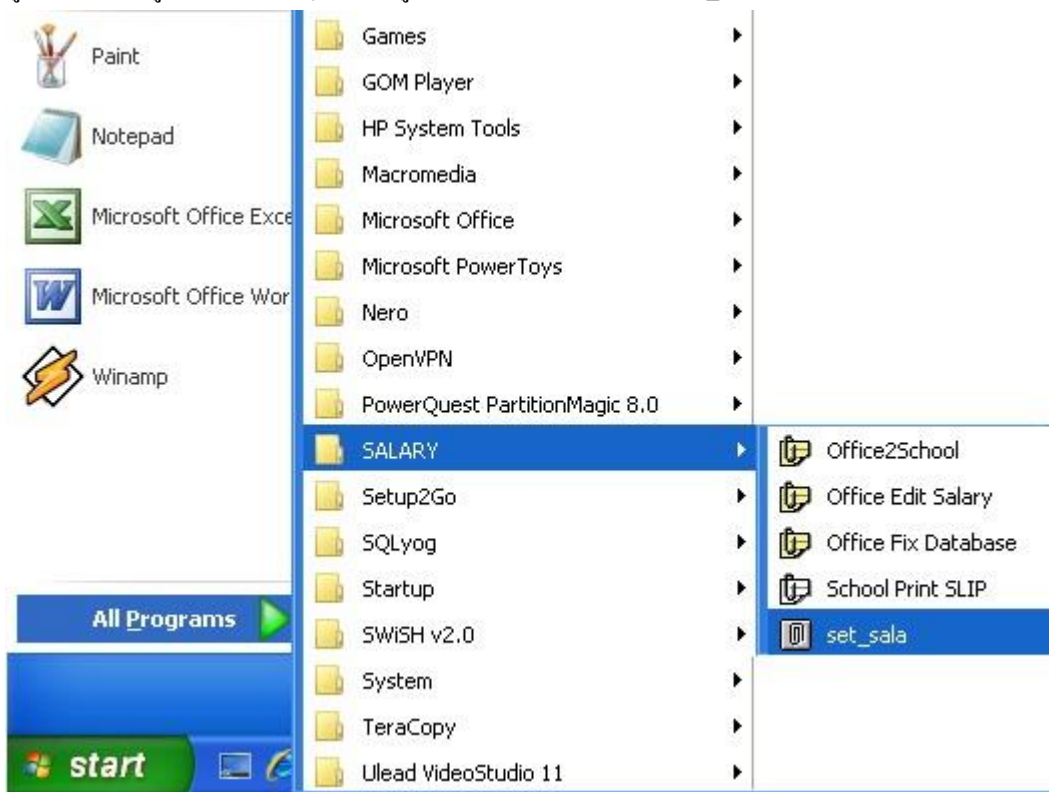 Paint
Notepad
Microsoft Office Exce
Microsoft Office Wor
Winamp
All Programs
start
Games
GOM Player
HP System Tools
Macromedia
Microsoft Office
Microsoft PowerToys
Nero
OpenVPN
PowerQuest PartitionMagic 8.0
SALARY
Setup2Go
SQLyog
Startup
SWiSH v2.0
System
TeraCopy
Ulead VideoStudio 11
Office2School
Office Edit Salary
Office Fix Database
School Print SLIP
set_sala